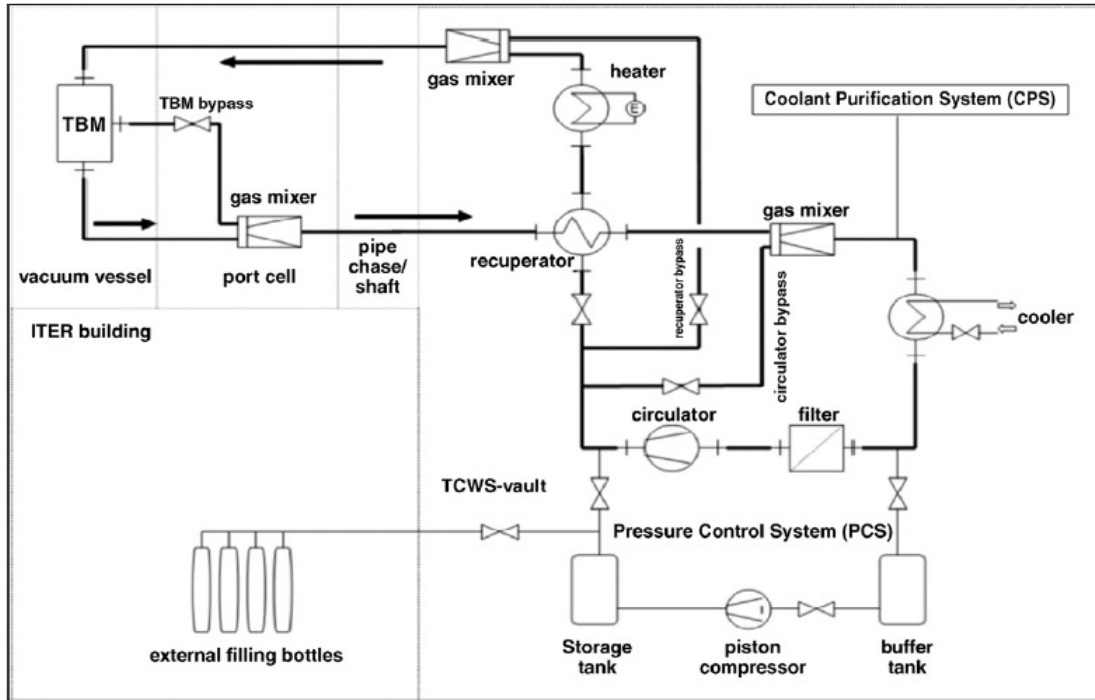 gas mixer
heater
E
Coolant Purification System (CPS)
TBM bypass
TBM
gas mixer
gas mixer
recuperator
pipe
chase/
shaft
vacuum vessel
port cell
recuperator bypass
circulator bypass
cooler
ITER building
circulator
filter
TCWS-vault
Pressure Control System (PCS)
external filling bottles
Storage
tank
piston
compressor
buffer
tank